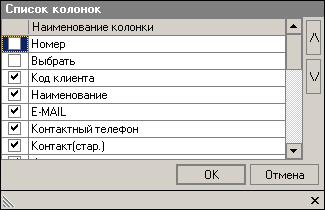 Список колонок
Наименование колонки
Номер
Выбрать
Код клиента
Наименование
E-MAIL
Контактный телефон
Контакт(стар.)
OK
Отмена